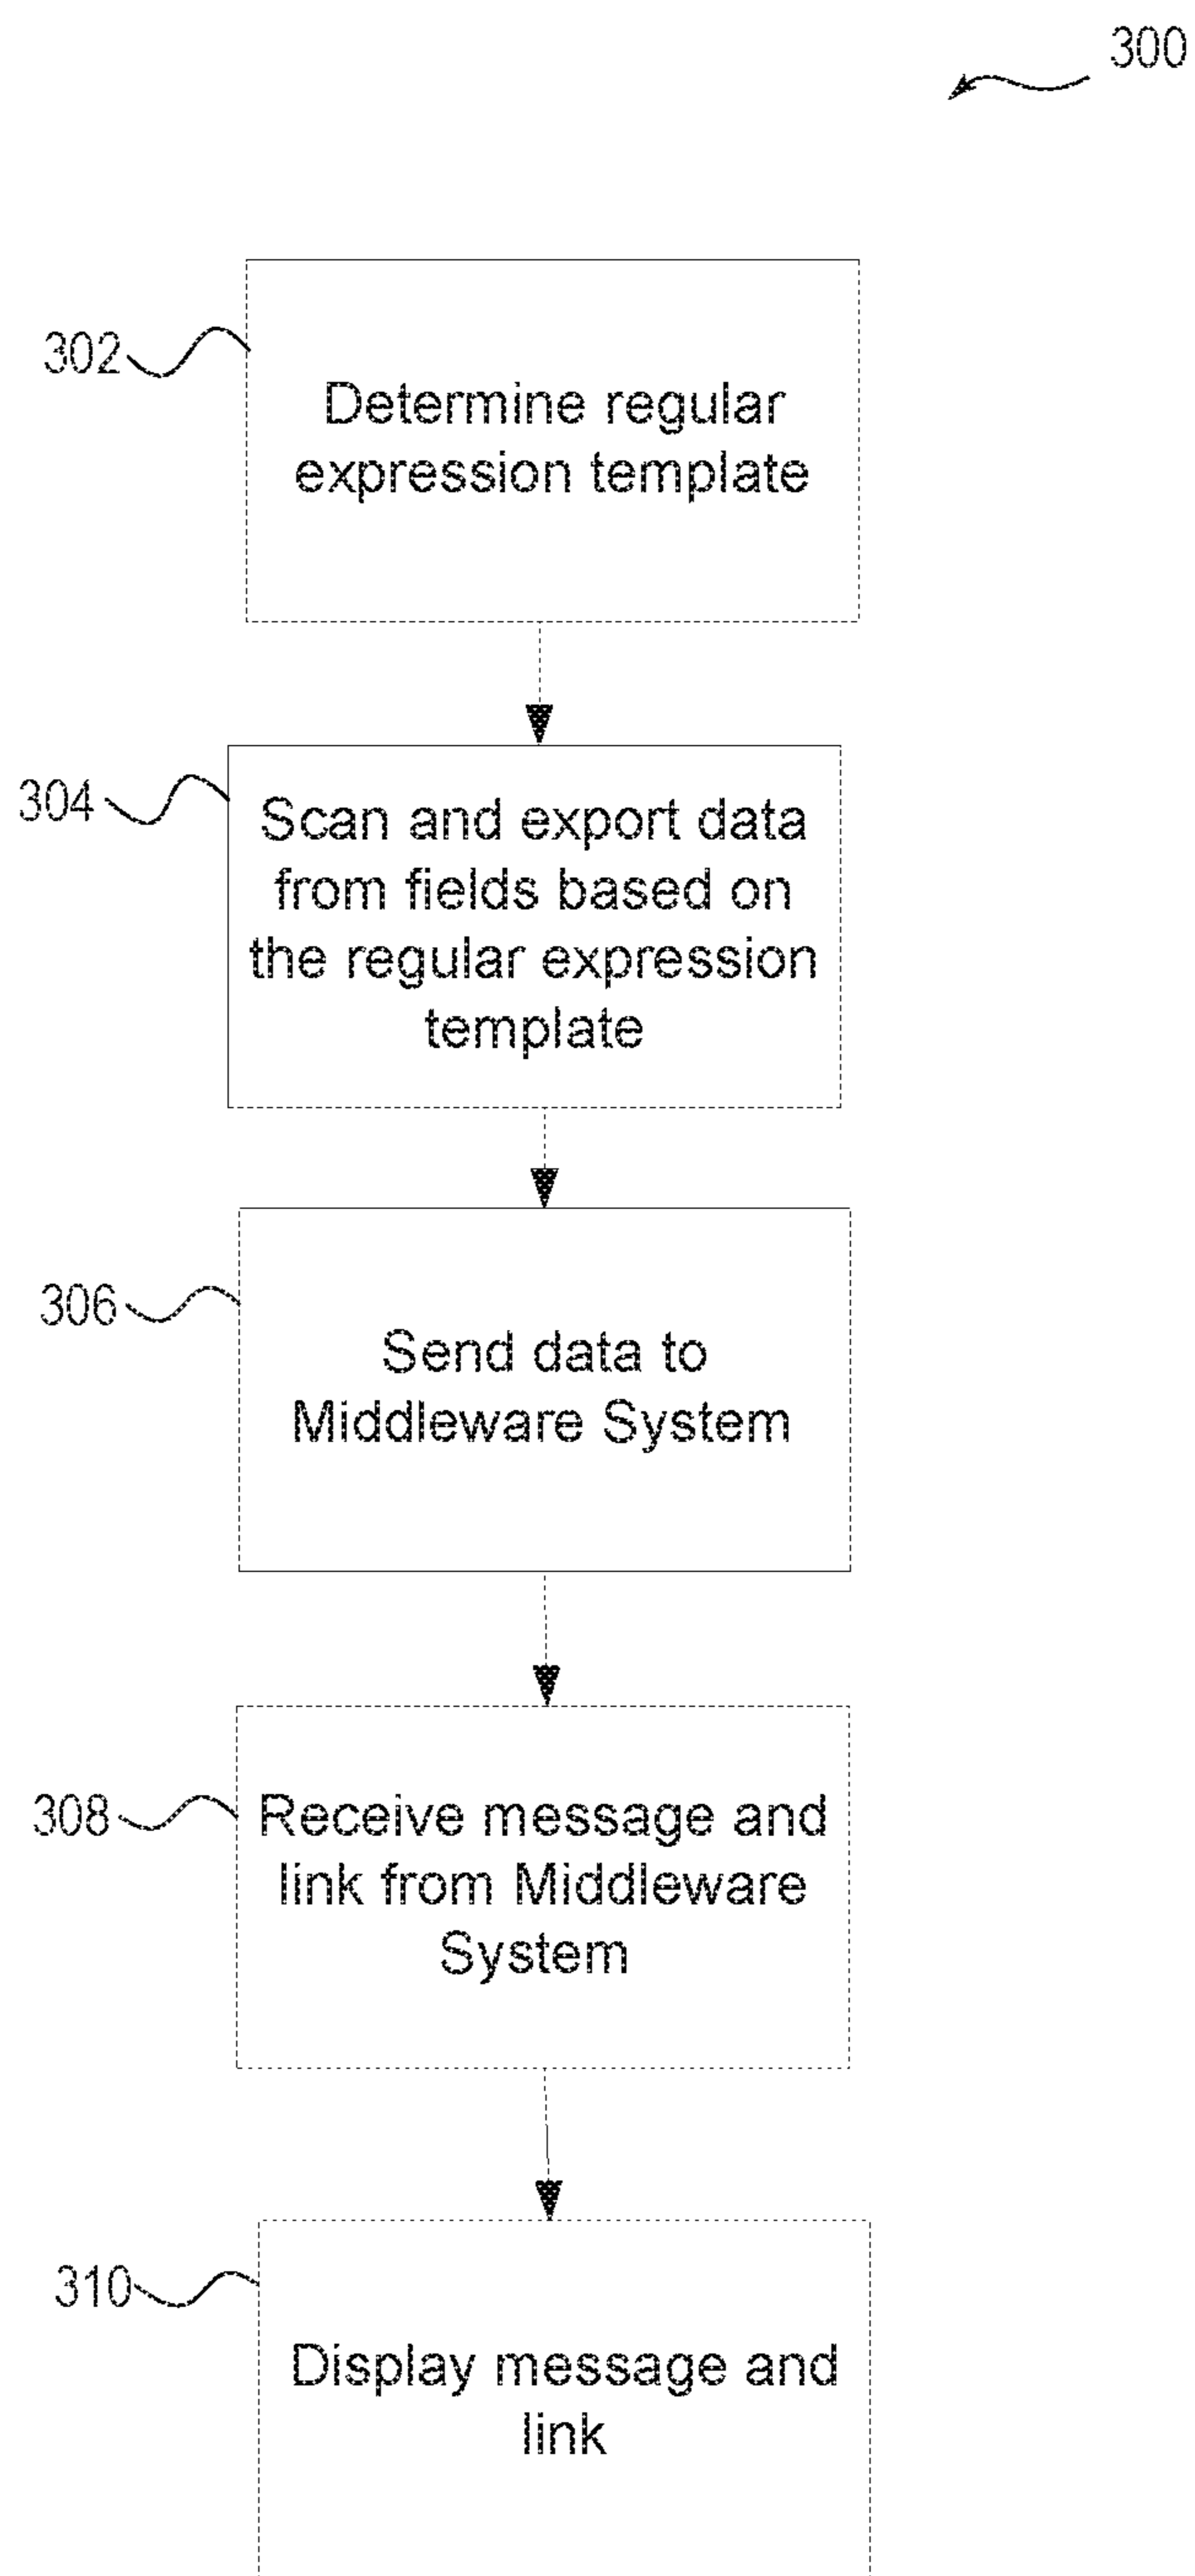 300
302
Determine regular
expression template
304
Scan and export data
from fields based on
the regular expression
template
306
Send data to
Middleware System
308
Receive message and
link from Middleware
System
310
Display message and
link